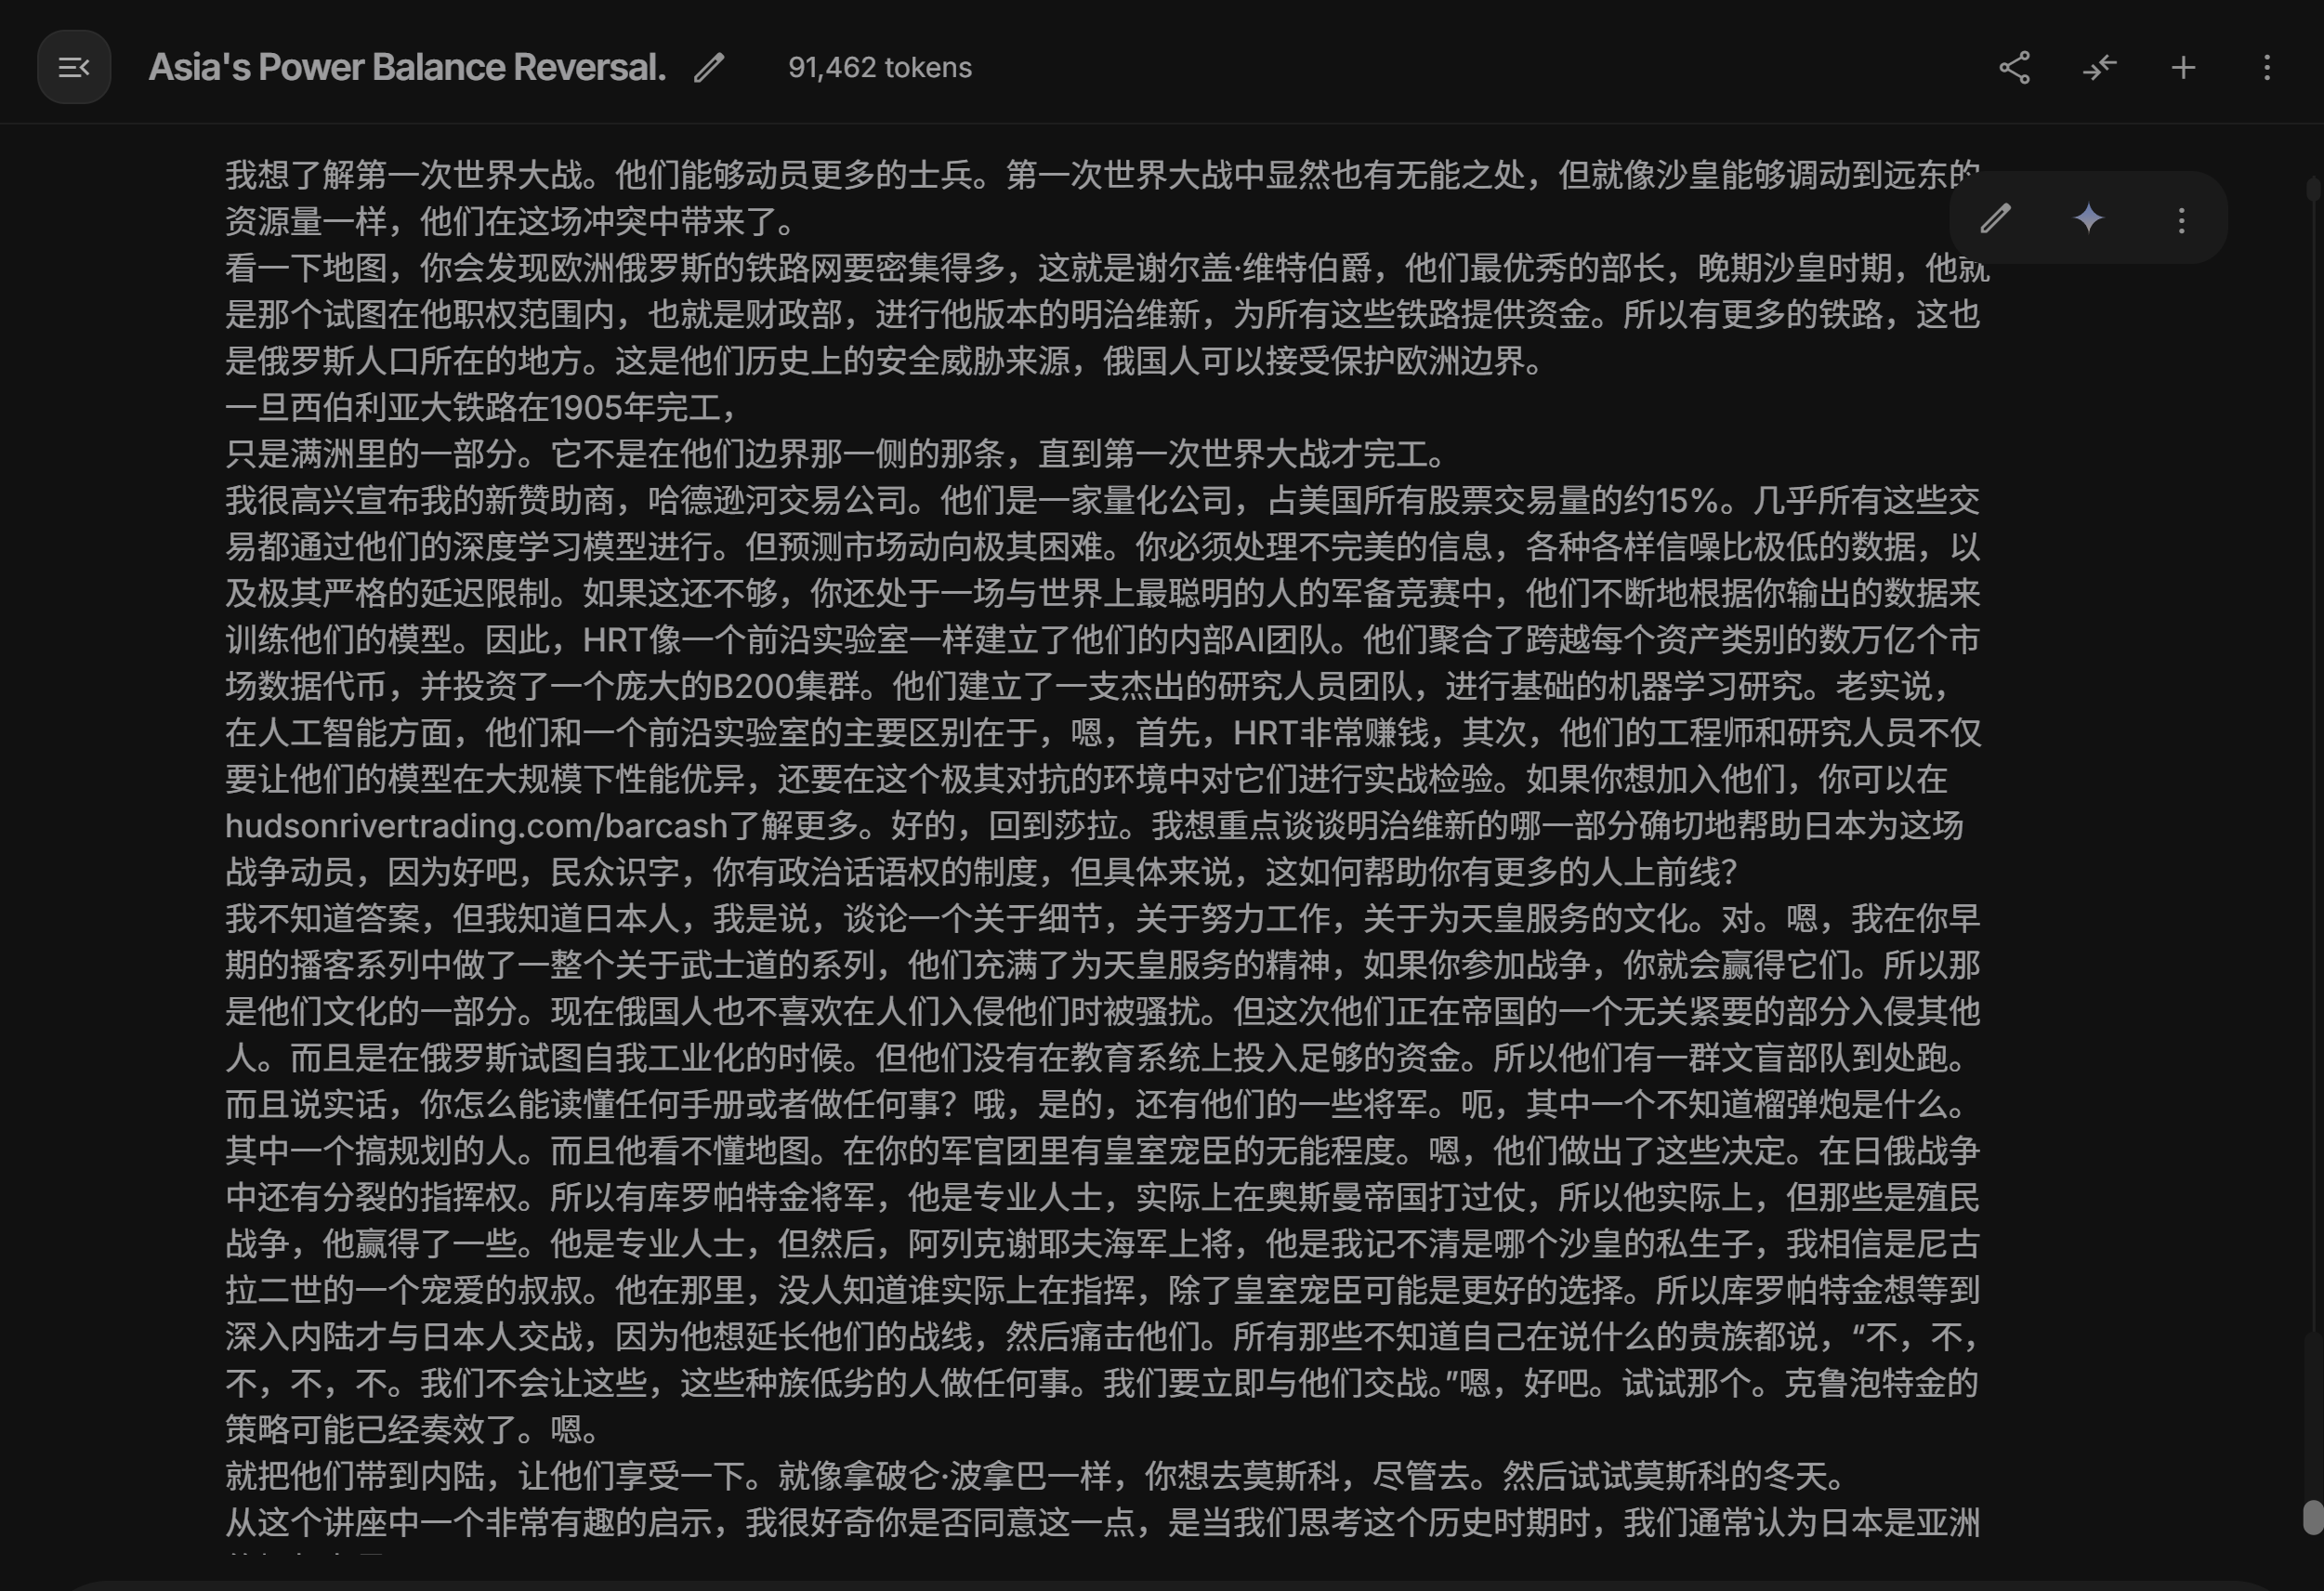 Asia's Power Balance Reversal.
91,462 tokens
我想了解第一次世界大战。他们能够动员更多的士兵。第一次世界大战中显然也有无能之处，但就像沙皇能够调动到远东的
资源量一样，他们在这场冲突中带来了。
看一下地图，你会发现欧洲俄罗斯的铁路网要密集得多，这就是谢尔盖·维特伯爵，他们最优秀的部长，晚期沙皇时期，他就
是那个试图在他职权范围内，也就是财政部，进行他版本的明治维新，为所有这些铁路提供资金。所以有更多的铁路，这也
是俄罗斯人口所在的地方。这是他们历史上的安全威胁来源，俄国人可以接受保护欧洲边界。
一旦西伯利亚大铁路在1905年完工，
只是满洲里的一部分。它不是在他们边界那一侧的那条，直到第一次世界大战才完工。
我很高兴宣布我的新赞助商，哈德逊河交易公司。他们是一家量化公司，占美国所有股票交易量的约15%。几乎所有这些交
易都通过他们的深度学习模型进行。但预测市场动向极其困难。你必须处理不完美的信息，各种各样信噪比极低的数据，以
及极其严格的延迟限制。如果这还不够，你还处于一场与世界上最聪明的人的军备竞赛中，他们不断地根据你输出的数据来
训练他们的模型。因此，HRT像一个前沿实验室一样建立了他们的内部AI团队。他们聚合了跨越每个资产类别的数万亿个市
场数据代币，并投资了一个庞大的B200集群。他们建立了一支杰出的研究人员团队，进行基础的机器学习研究。老实说，
在人工智能方面，他们和一个前沿实验室的主要区别在于，嗯，首先，HRT非常赚钱，其次，他们的工程师和研究人员不仅
要让他们的模型在大规模下性能优异，还要在这个极其对抗的环境中对它们进行实战检验。如果你想加入他们，你可以在
hudsonrivertrading.com/barcash了解更多。好的，回到莎拉。我想重点谈谈明治维新的哪一部分确切地帮助日本为这场
战争动员，因为好吧，民众识字，你有政治话语权的制度，但具体来说，这如何帮助你有更多的人上前线？
我不知道答案，但我知道日本人，我是说，谈论一个关于细节，关于努力工作，关于为天皇服务的文化。对。嗯，我在你早
期的播客系列中做了一整个关于武士道的系列，他们充满了为天皇服务的精神，如果你参加战争，你就会赢得它们。所以那
是他们文化的一部分。现在俄国人也不喜欢在人们入侵他们时被骚扰。但这次他们正在帝国的一个无关紧要的部分入侵其他
人。而且是在俄罗斯试图自我工业化的时候。但他们没有在教育系统上投入足够的资金。所以他们有一群文盲部队到处跑。
而且说实话，你怎么能读懂任何手册或者做任何事？哦，是的，还有他们的一些将军。呃，其中一个不知道榴弹炮是什么。
其中一个搞规划的人。而且他看不懂地图。在你的军官团里有皇室宠臣的无能程度。嗯，他们做出了这些决定。在日俄战争
中还有分裂的指挥权。所以有库罗帕特金将军，他是专业人士，实际上在奥斯曼帝国打过仗，所以他实际上，但那些是殖民
战争，他赢得了一些。他是专业人士，但然后，阿列克谢耶夫海军上将，他是我记不清是哪个沙皇的私生子，我相信是尼古
拉二世的一个宠爱的叔叔。他在那里，没人知道谁实际上在指挥，除了皇室宠臣可能是更好的选择。所以库罗帕特金想等到
深入内陆才与日本人交战，因为他想延长他们的战线，然后痛击他们。所有那些不知道自己在说什么的贵族都说，“不，不，
不，不，不。我们不会让这些，这些种族低劣的人做任何事。我们要立即与他们交战。”嗯，好吧。试试那个。克鲁泡特金的
策略可能已经奏效了。嗯。
就把他们带到内陆，让他们享受一下。就像拿破仑·波拿巴一样，你想去莫斯科，尽管去。然后试试莫斯科的冬天。
从这个讲座中一个非常有趣的启示，我很好奇你是否同意这一点，是当我们思考这个历史时期时，我们通常认为日本是亚洲